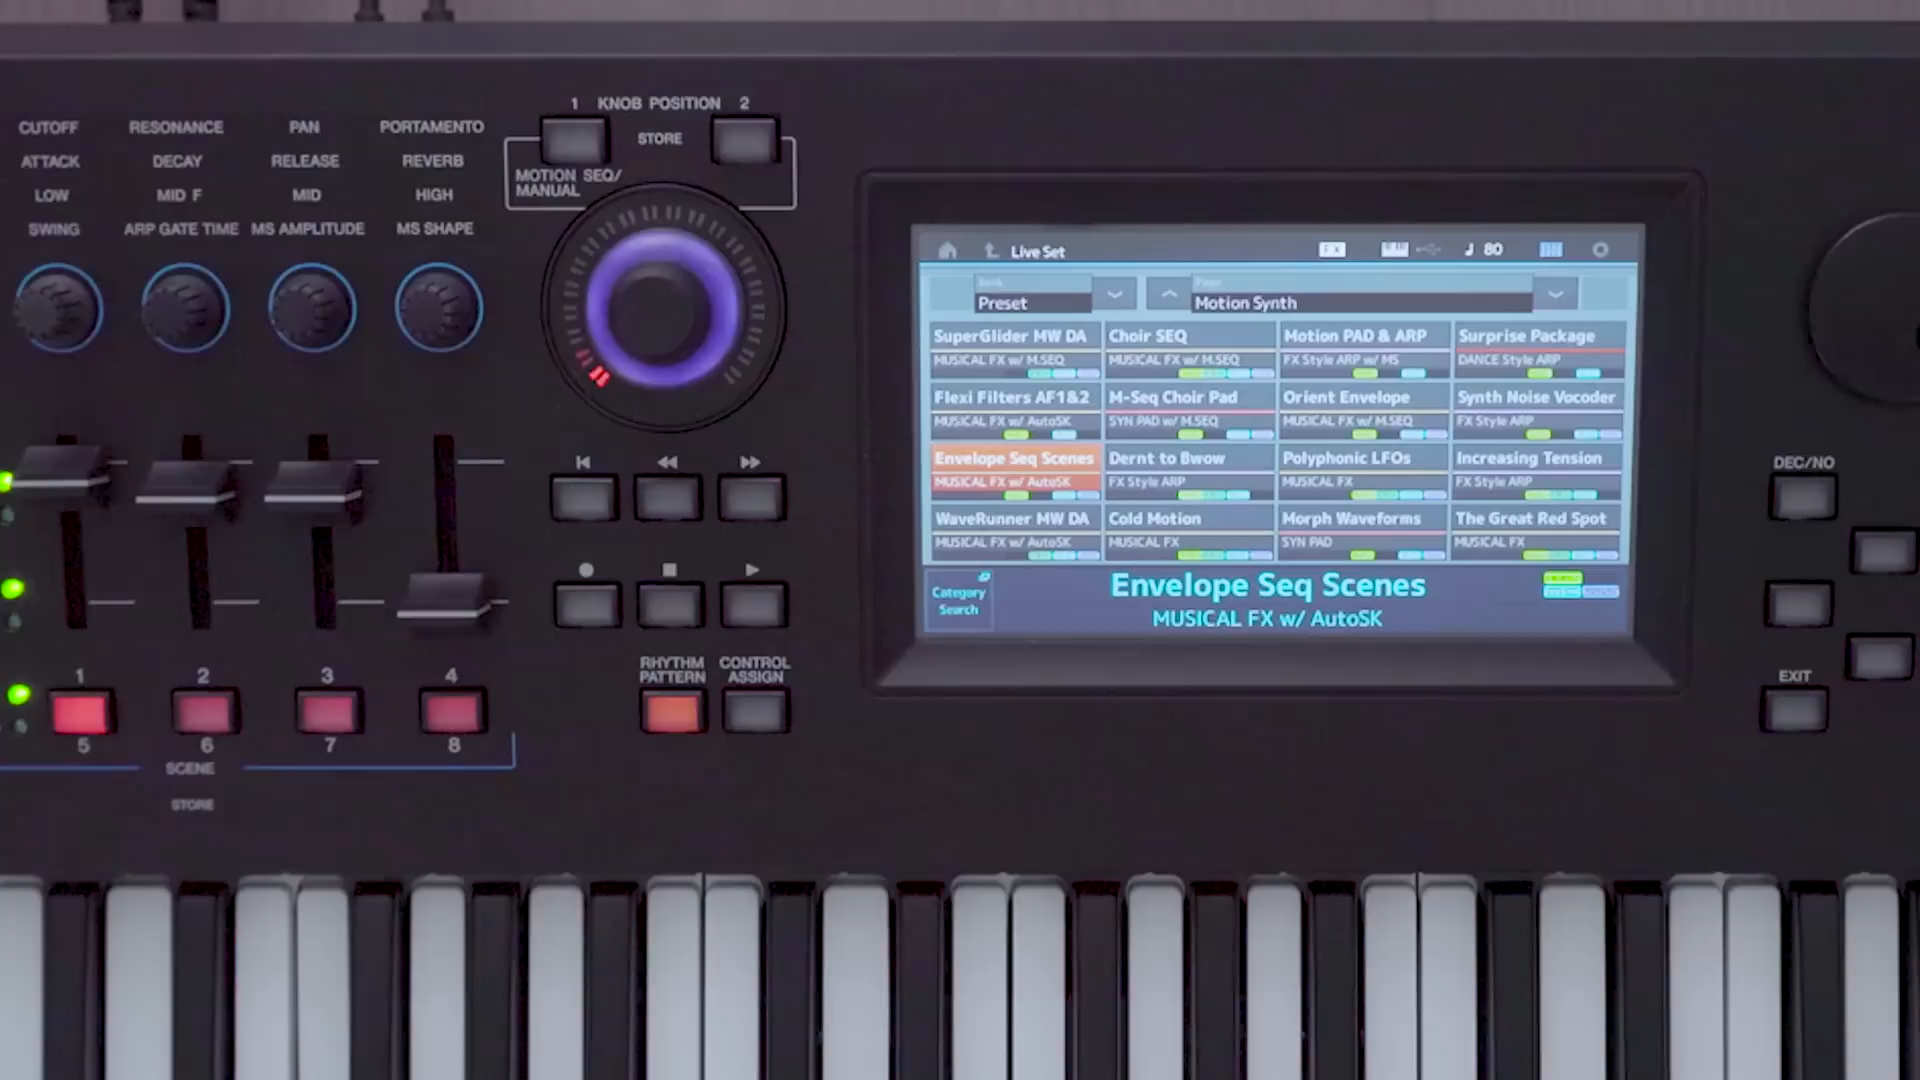 1 KNOB POSITION 2
STORE
MOTION SEQ/
MANUAL
CUTOFF RESONANCE PAN PORTAMENTO
ATTACK DECAY RELEASE REVERB
LOW MID F MID HIGH
SWING ARP GATE TIME MS AMPLITUDE MS SHAPE
Live Set FX 80
Bank Page
Preset Motion Synth
SuperGlider MW DA Choir SEQ Motion PAD & ARP Surprise Package
MUSICAL FX w/ M.SEQ MUSICAL FX w/ M.SEQ FX Style ARP w/ MS DANCE Style ARP
Flexi Filters AF1&2 M-Seq Choir Pad Orient Envelope Synth Noise Vocoder
MUSICAL FX w/ AutoSK SYN PAD w/ M.SEQ MUSICAL FX w/ M.SEQ FX Style ARP
Envelope Seq Scenes Dernt to Bwow Polyphonic LFOs Increasing Tension
MUSICAL FX w/ AutoSK FX Style ARP MUSICAL FX FX Style ARP
WaveRunner MW DA Cold Motion Morph Waveforms The Great Red Spot
MUSICAL FX w/ AutoSK MUSICAL FX SYN PAD MUSICAL FX
Category
Search
Envelope Seq Scenes
MUSICAL FX w/ AutoSK
DEC/NO
EXIT
RHYTHM
PATTERN
CONTROL
ASSIGN
1 2 3 4
5 6 7 8
SCENE
STORE